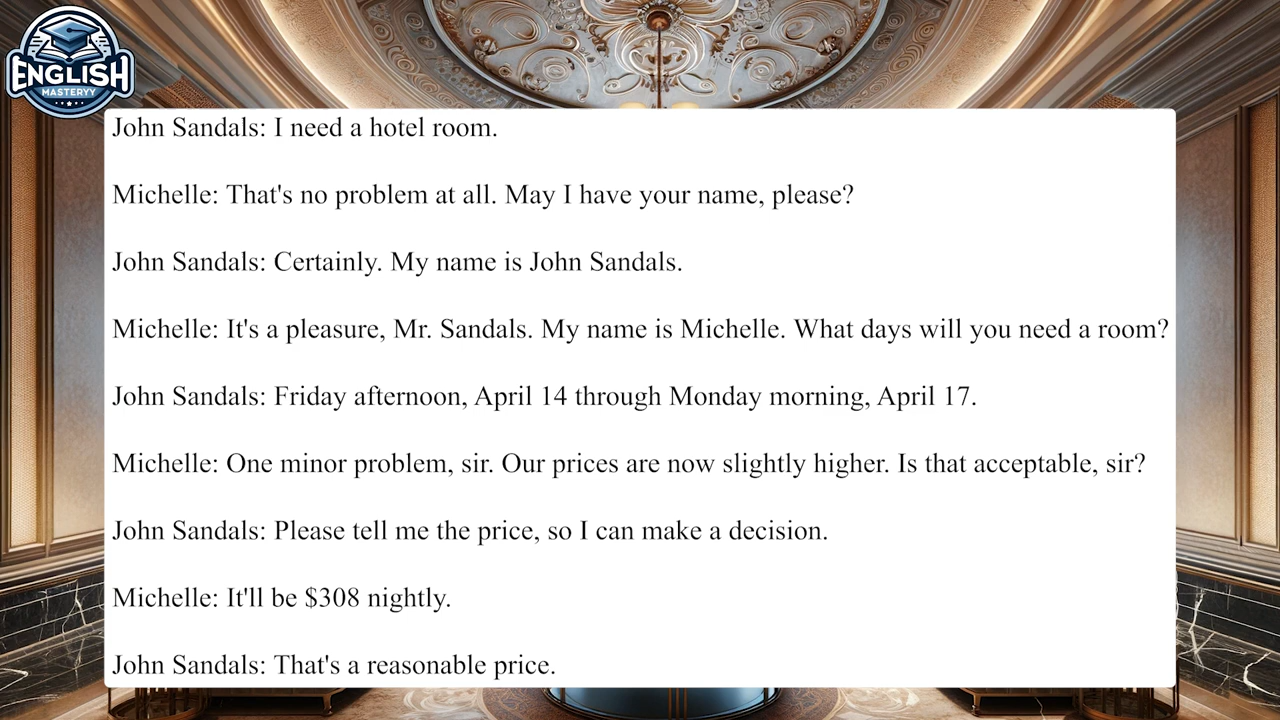 ENGLISH
MASTERYY
John Sandals: I need a hotel room.
Michelle: That's no problem at all. May I have your name, please?
John Sandals: Certainly. My name is John Sandals.
Michelle: It's a pleasure, Mr. Sandals. My name is Michelle. What days will you need a room?
John Sandals: Friday afternoon, April 14 through Monday morning, April 17.
Michelle: One minor problem, sir. Our prices are now slightly higher. Is that acceptable, sir?
John Sandals: Please tell me the price, so I can make a decision.
Michelle: It'll be $308 nightly.
John Sandals: That's a reasonable price.